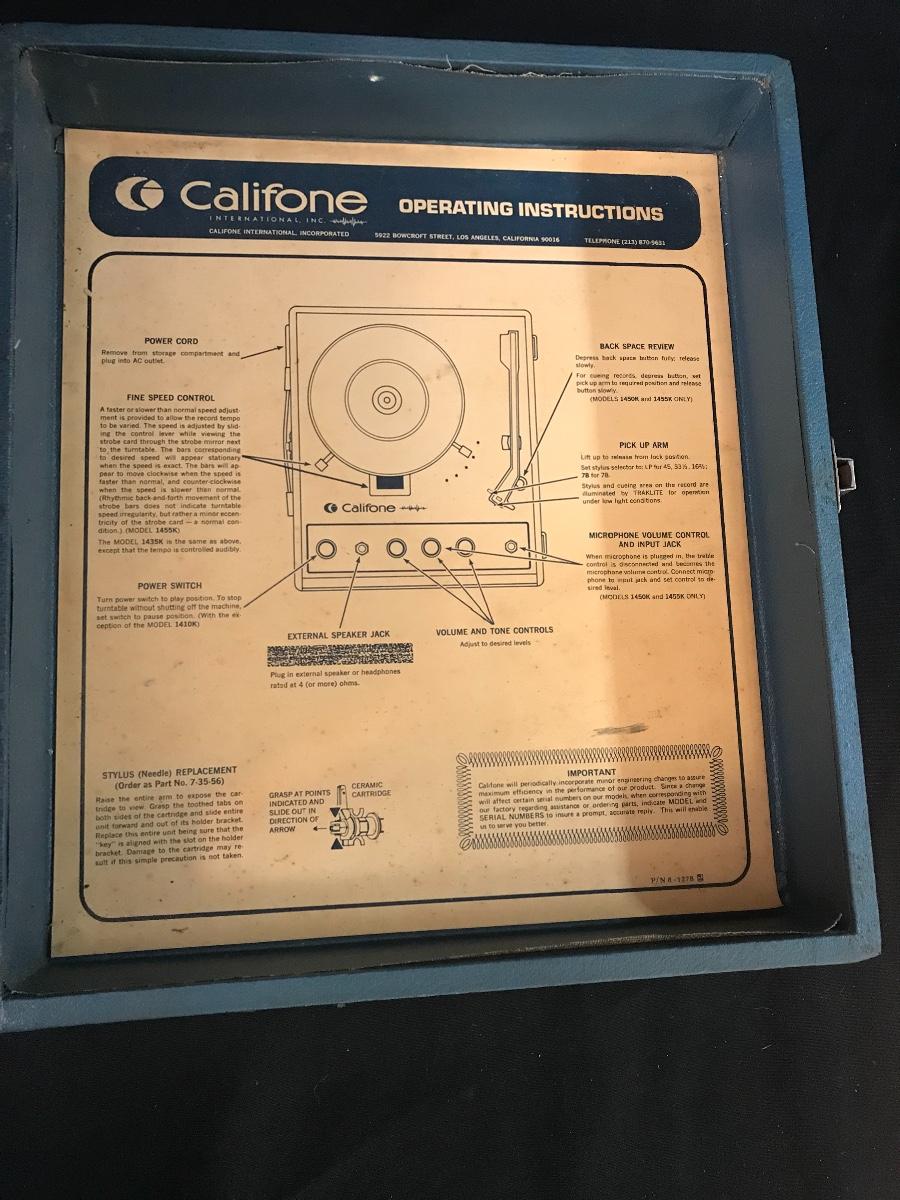 Califone
INTERNATIONAL, INC.
OPERATING INSTRUCTIONS
CALIFONE INTERNATIONAL, INCORPORATED 5922 BOWCROFT STREET, LOS ANGELES, CALIFORNIA 90016 TELEPHONE (213) 870-9631
POWER CORD
Remove from storage compartment and
plug into AC outlet.
FINE SPEED CONTROL
A faster or slower than normal speed adjust-
ment is provided to allow the record tempo
to be varied. The speed is adjusted by slid-
ing the control lever while viewing the
strobe card through the strobe mirror next
to the turntable. The bars corresponding
to desired speed will appear stationary
when the speed is exact. The bars will ap-
pear to move clockwise when the speed is
faster than normal, and counter-clockwise
when the speed is slower than normal.
(Rhythmic back-and-forth movement of the
strobe bars does not indicate turntable
speed irregularity, but rather a minor eccen-
tricity of the strobe card — a normal con-
dition.) (MODEL 1455K)
The MODEL 1435K is the same as above,
except that the tempo is controlled audibly.
POWER SWITCH
Turn power switch to play position. To stop
turntable without shutting off the machine,
set switch to pause position. (With the ex-
ception of the MODEL 1410K)
Califone
BACK SPACE REVIEW
Depress back space button fully; release
slowly.
For cueing records, depress button, set
pick up arm to required position and release
button slowly.
(MODELS 1450K and 1455K ONLY)
PICK UP ARM
Lift up to release from lock position.
Set stylus selector to: LP for 45, 33⅓, 16⅔;
78 for 78.
Stylus and cueing area on the record are
illuminated by TRAKLITE for operation
under low light conditions.
MICROPHONE VOLUME CONTROL
AND INPUT JACK
When microphone is plugged in, the treble
control is disconnected and becomes the
microphone volume control. Connect micro-
phone to input jack and set control to de-
sired level.
(MODELS 1450K and 1455K ONLY)
EXTERNAL SPEAKER JACK
Plug in external speaker or headphones
rated at 4 (or more) ohms.
VOLUME AND TONE CONTROLS
Adjust to desired levels
STYLUS (Needle) REPLACEMENT
(Order as Part No. 7-35-56)
Raise the entire arm to expose the car-
tridge to view. Grasp the toothed tabs on
both sides of the cartridge and slide entire
unit forward and out of its holder bracket.
Replace this entire unit being sure that the
"key" is aligned with the slot on the holder
bracket. Damage to the cartridge may re-
sult if this simple precaution is not taken.
GRASP AT POINTS
INDICATED AND
SLIDE OUT IN
DIRECTION OF
ARROW
CERAMIC
CARTRIDGE
IMPORTANT
Califone will periodically incorporate minor engineering changes to assure
maximum efficiency in the performance of our product. Since a change
will affect certain serial numbers on our models, when corresponding with
our factory regarding assistance or ordering parts, indicate MODEL and
SERIAL NUMBERS to insure a prompt, accurate reply. This will enable
us to serve you better.
P/N 8-1278